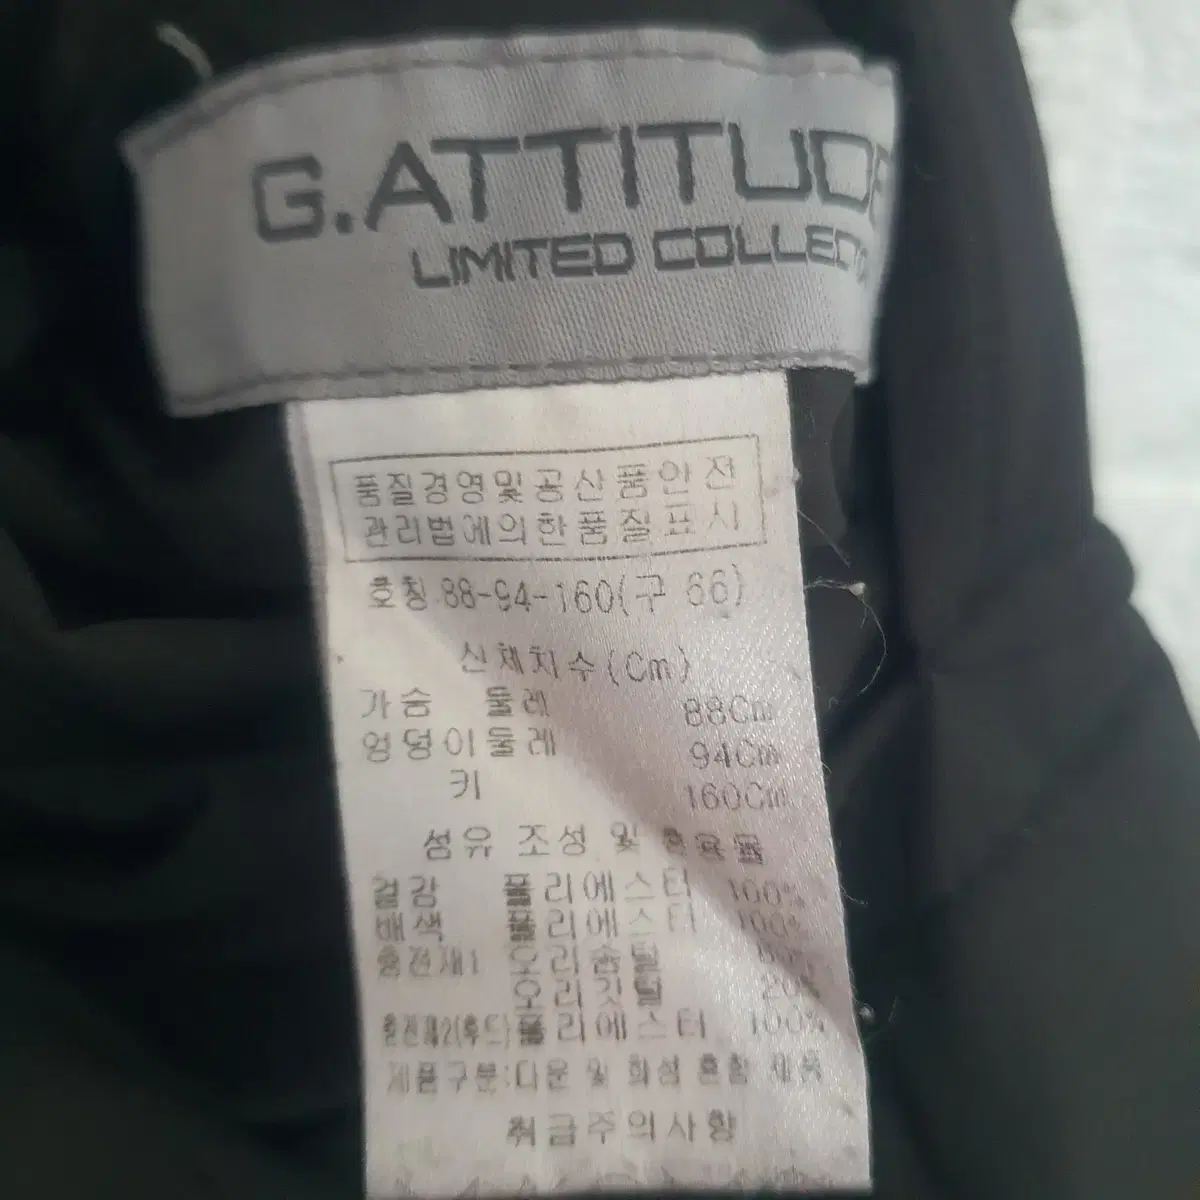 G.ATTITUDE
LIMITED COLLECTIO
품질경영및공산품안전
관리법에의한품질표시
호칭 88-94-160(구 66)
신체치수(Cm)
가슴 둘레 88Cm
엉덩이둘레 94Cm
키 160Cm
섬유 조성 및 혼용률
겉감 폴리에스터 100%
배색 폴리에스터 100%
충전재1 오리솜털 80%
오리깃털 20
충전재2(후드) 폴리에스터 100%
제품구분:다운 및 화섬 혼합 제품
취급주의사항